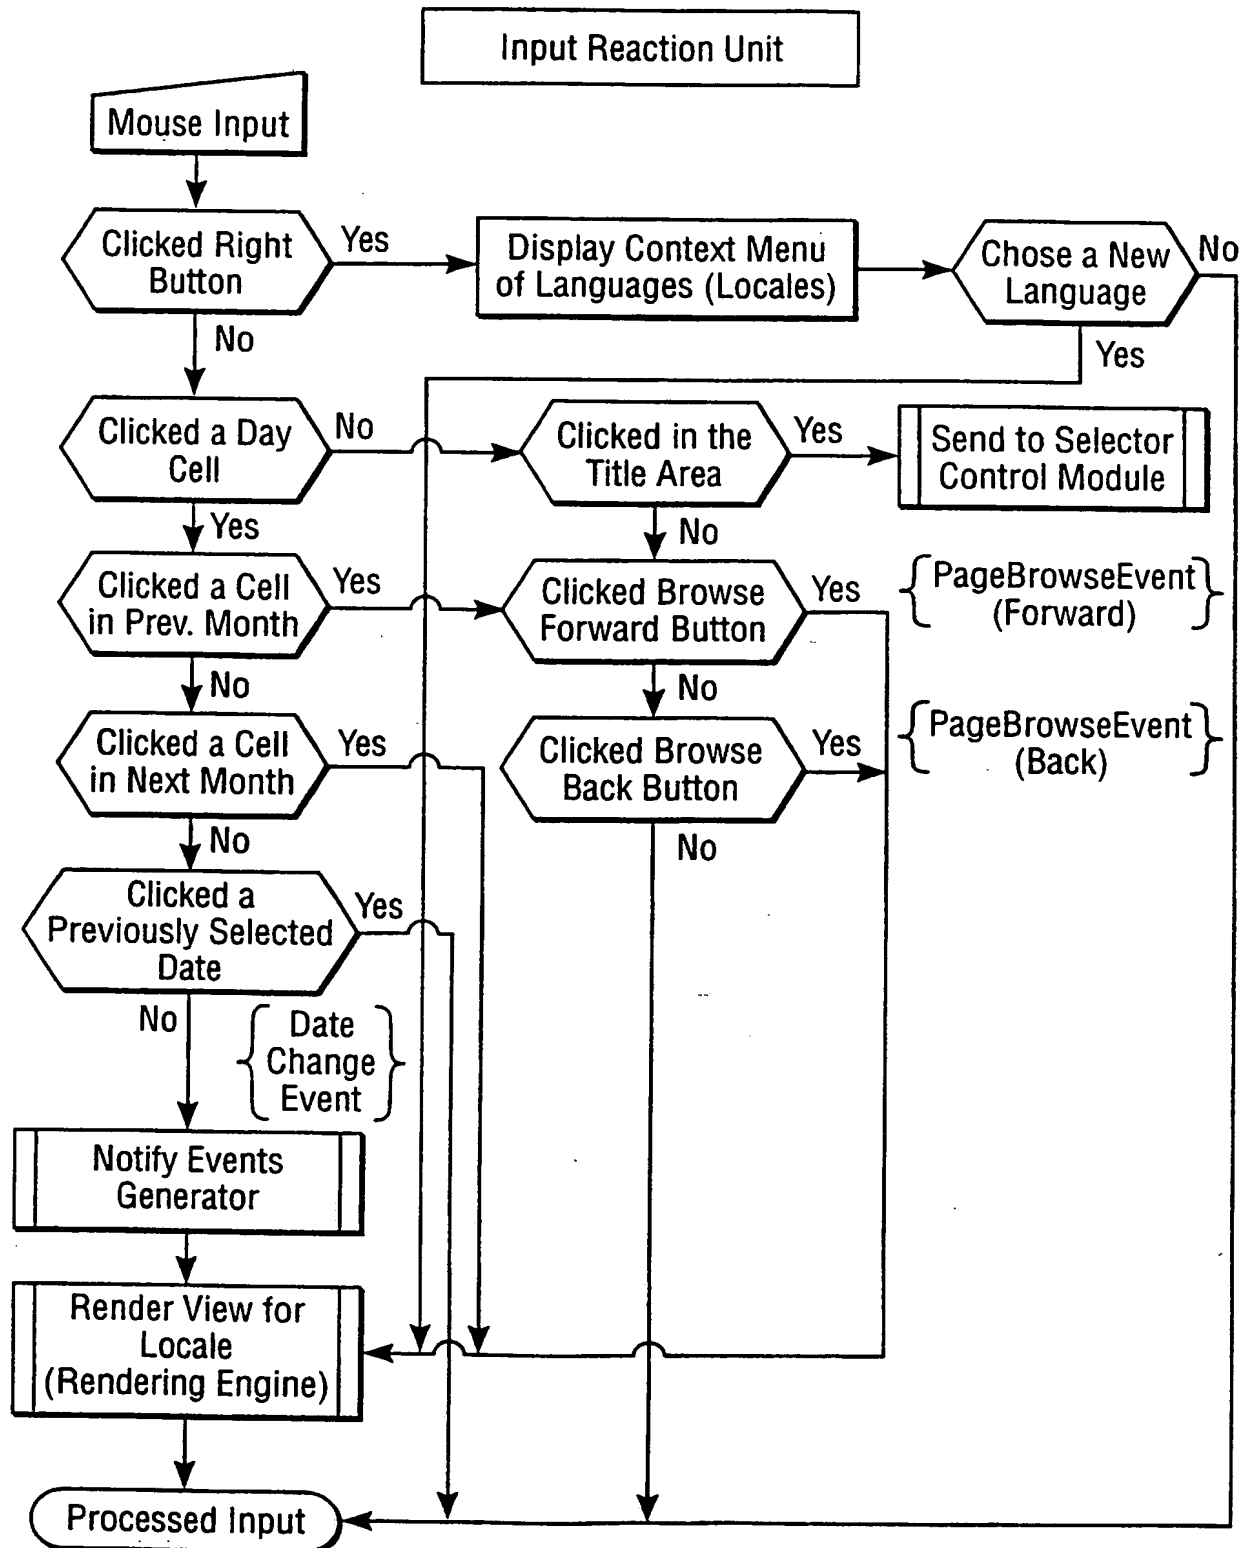 Input Reaction Unit
Mouse Input
Clicked Right
Button
Yes
Display Context Menu
of Languages (Locales)
Chose a New
Language
No
No
Yes
Clicked a Day
Cell
No
Clicked in the
Title Area
Yes
Send to Selector
Control Module
Yes
No
Clicked a Cell
in Prev. Month
Yes
Clicked Browse
Forward Button
Yes
PageBrowseEvent
(Forward)
No
No
Clicked a Cell
in Next Month
Yes
Clicked Browse
Back Button
Yes
PageBrowseEvent
(Back)
No
No
Clicked a
Previously Selected
Date
Yes
No
Date
Change
Event
Notify Events
Generator
Render View for
Locale
(Rendering Engine)
Processed Input